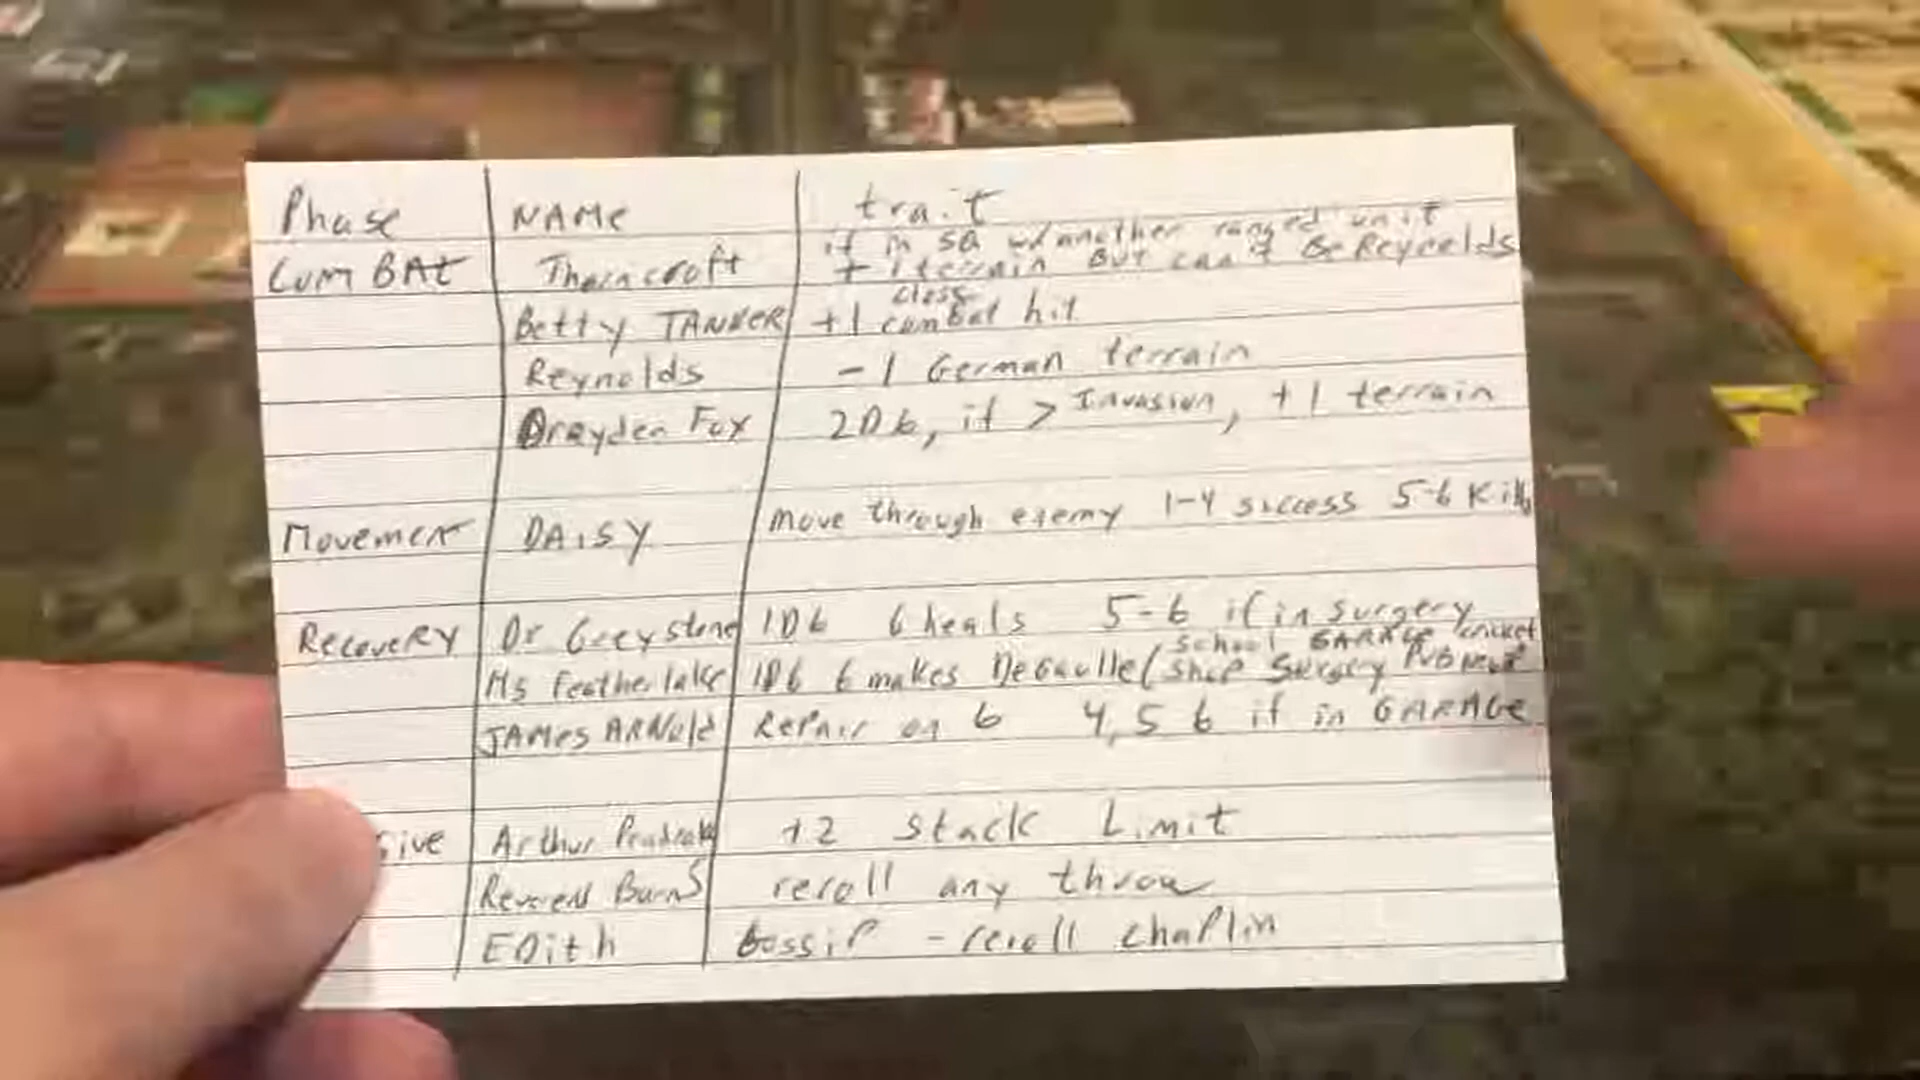 Phase NAME trait
if in SQ w/another ranged unit
COMBAt Thorncroft + 1 terrain BUT can't Be Reynolds
close
Betty TANNER +1 combat hit
Reynolds -1 German terrain
Drayden Fox 2D6, if > Invasion, +1 terrain
Movement DAISY move through enemy 1-4 success 5-6 Kills
RecoveRY Dr Greystone 1D6 6 heals 5-6 if in surgery
School GARAGE cricket
Ms Featherlake 1D6 6 makes DeGaulle (Shop Surgery PUB
JAMES ARNold Repair on 6 4,5 6 if in GARAGE
sive Arthur +2 Stack Limit
Reverend Burns reroll any throw
EDith Gossip - reroll chaplin